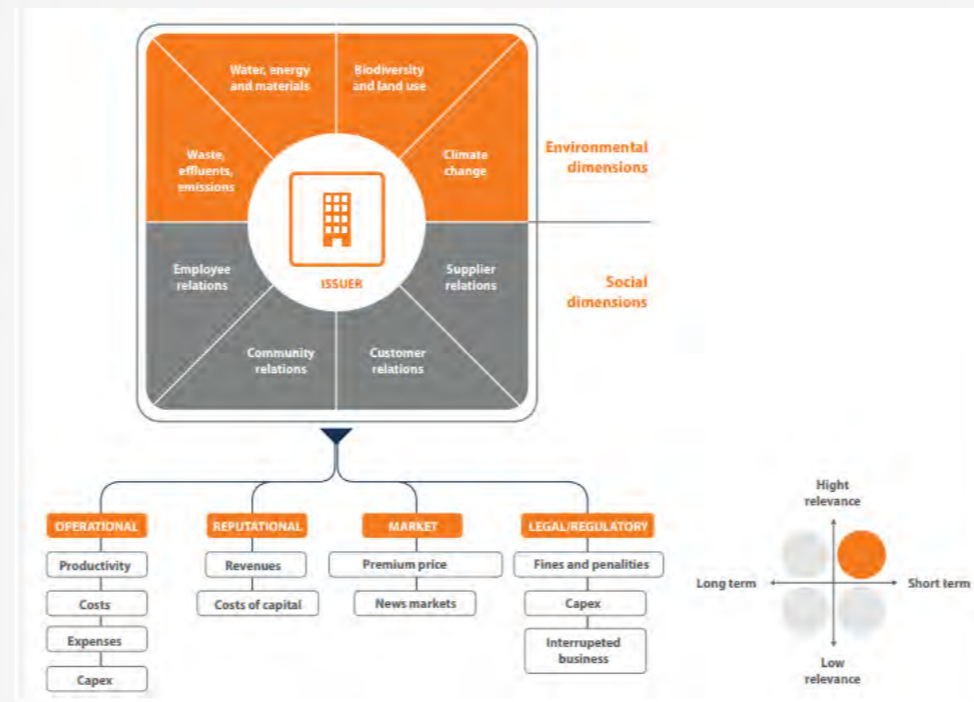 Water, energy
and materials
Biodiversity
and land use
Waste,
effluents,
emissions
Climate
change
Environmental
dimensions
ISSUER
Employee
relations
Supplier
relations
Social
dimensions
Community
relations
Customer
relations
OPERATIONAL
Productivity
Costs
Expenses
Capex
REPUTATIONAL
Revenues
Costs of capital
MARKET
Premium price
News markets
LEGAL/REGULATORY
Fines and penalities
Capex
Interrupeted
business
Hight
relevance
Long term
Short term
Low
relevance